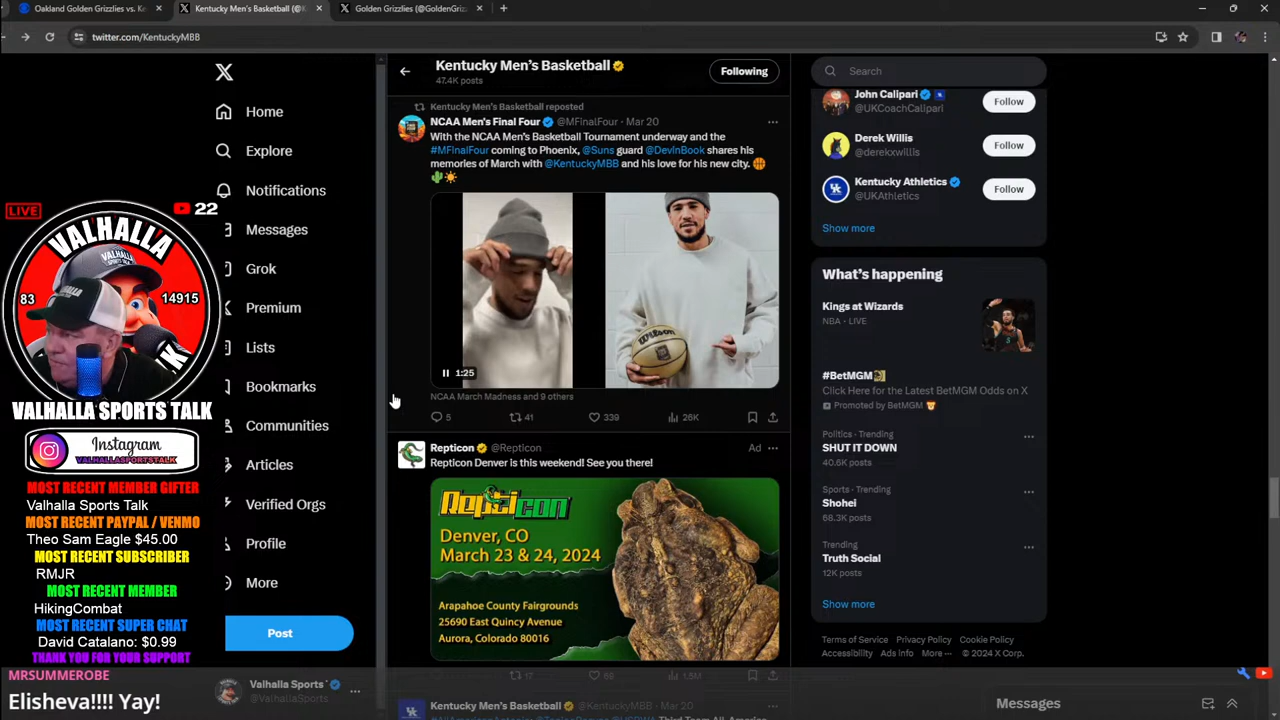 Oakland Golden Grizzlies vs. K
Kentucky Men's Basketball (@K
Golden Grizzlies (@GoldenGriz
twitter.com/KentuckyMBB
Home
Explore
Notifications
Messages
Grok
Premium
Lists
Bookmarks
Communities
Articles
Verified Orgs
Profile
More
Post
Valhalla Sports
@ValhallaSports
Kentucky Men's Basketball
47.4K posts
Following
Kentucky Men's Basketball reposted
NCAA Men's Final Four @MFinalFour · Mar 20
With the NCAA Men's Basketball Tournament underway and the
#MFinalFour coming to Phoenix, @Suns guard @DevinBook shares his
memories of March with @KentuckyMBB and his love for his new city. 🏀
🌵☀️
1:25
NCAA March Madness and 9 others
5 41 339 26K
Repticon @Repticon Ad
Repticon Denver is this weekend! See you there!
Repticon
Denver, CO
March 23 & 24, 2024
Arapahoe County Fairgrounds
25690 East Quincy Avenue
Aurora, Colorado 80016
17 68 1.5M
Kentucky Men's Basketball @KentuckyMBB · Mar 20
Search
John Calipari
@UKCoachCalipari
Follow
Derek Willis
@derekxwillis
Follow
Kentucky Athletics
@UKAthletics
Follow
Show more
What's happening
Kings at Wizards
NBA · LIVE
#BetMGM
Click Here for the Latest BetMGM Odds on X
Promoted by BetMGM
Politics · Trending
SHUT IT DOWN
40.6K posts
Sports · Trending
Shohei
68.3K posts
Trending
Truth Social
12K posts
Show more
Terms of Service Privacy Policy Cookie Policy
Accessibility Ads info More ··· © 2024 X Corp.
Messages
LIVE
22
VALHALLA
83
14915
VALHALLA SPORTS TALK
Instagram
VALHALLASPORTSTALK
MOST RECENT MEMBER GIFTER
Valhalla Sports Talk
MOST RECENT PAYPAL / VENMO
Theo Sam Eagle $45.00
MOST RECENT SUBSCRIBER
RMJR
MOST RECENT MEMBER
HikingCombat
MOST RECENT SUPER CHAT
David Catalano: $0.99
THANK YOU FOR YOUR SUPPORT
MRSUMMEROBE
Elisheva!!!! Yay!